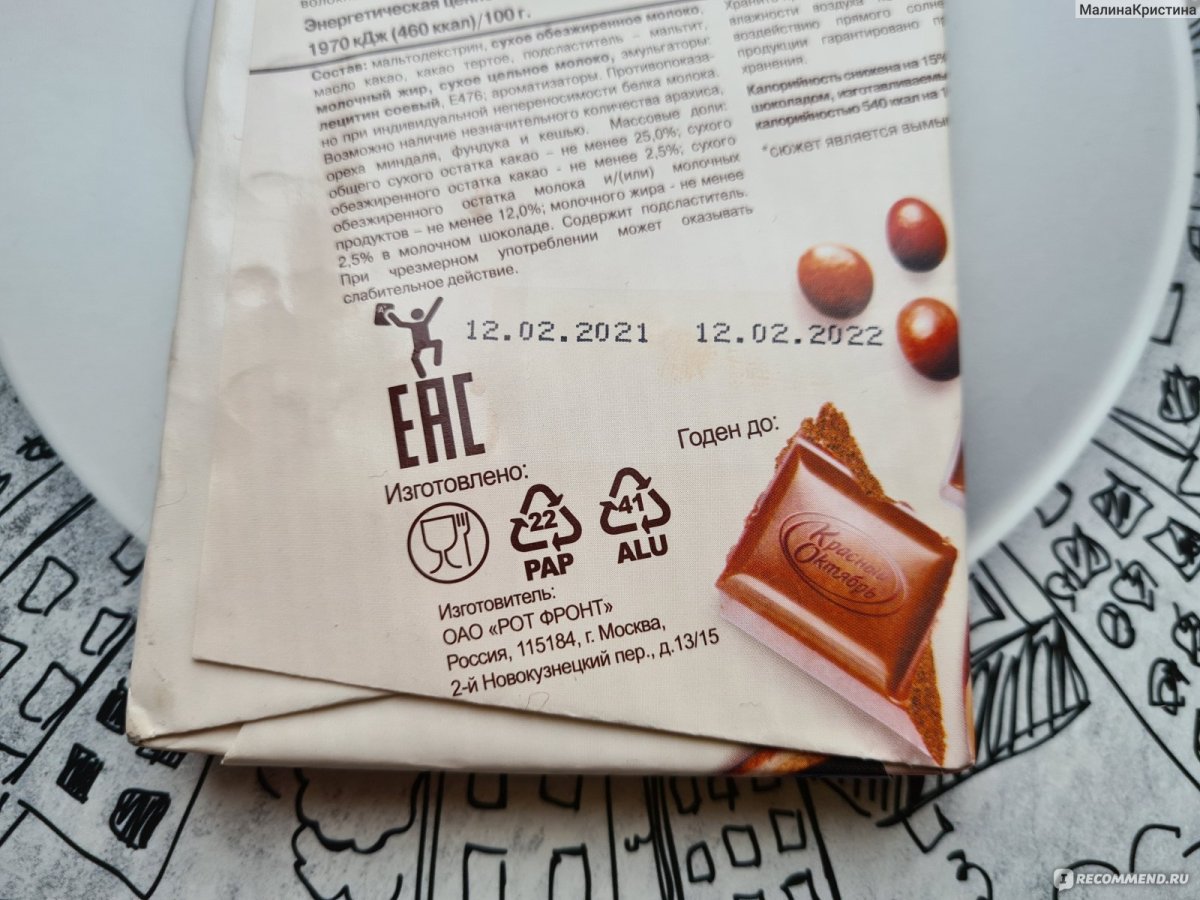 МалинаКристина
Энергетическая
1970 кДж (460 ккал)/100 г.
Состав: мальтодекстрин, сухое обезжиренное молоко,
масло какао, какао тертое, подсластитель – мальтит,
молочный жир, сухое цельное молоко, эмульгаторы:
лецитин соевый, Е476; ароматизаторы. Противопоказа-
но при индивидуальной непереносимости белка молока.
Возможно наличие незначительного количества арахиса,
ореха миндаля, фундука и кешью. Массовые доли:
общего сухого остатка какао – не менее 25,0%; сухого
обезжиренного остатка какао - не менее 2,5%; сухого
обезжиренного остатка молока и/(или) молочных
продуктов – не менее 12,0%; молочного жира - не менее
2,5% в молочном шоколаде. Содержит подсластитель.
При чрезмерном употреблении может оказывать
слабительное действие.
влажности воздуха
воздействию прямого
продукции гарантировано
хранения.
Калорийность снижена на 15%
шоколадом, изготавливаемы
калорийностью 540 ккал на
*сюжет является вымы
12.02.2021 12.02.2022
ЕАС
Годен до:
Изготовлено:
22
PAP
41
ALU
Красный
Октябрь
Изготовитель:
ОАО «РОТ ФРОНТ»
Россия, 115184, г. Москва,
2-й Новокузнецкий пер., д.13/15
RECOMMEND.RU